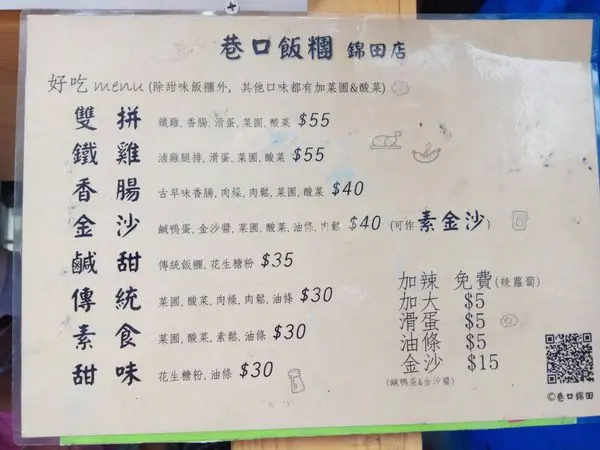 巷口飯糰 錦田店
好吃menu(除甜味飯糰外，其他口味都有加菜圃&酸菜)
雙拼 鐵雞.香腸.滑蛋.菜圃.酸菜 $55
鐵雞 滷雞腿排.滑蛋.菜圃.酸菜 $55
香腸 古早味香腸.肉燥.肉鬆.菜圃.酸菜 $40
金沙 鹹鴨蛋.金沙醬.菜圃.酸菜.油條.肉鬆 $40 (可作素金沙)
鹹甜 傳統飯糰.花生糖粉 $35
傳統 菜圃.酸菜.肉燥.肉鬆.油條 $30
素食 菜圃.酸菜.素鬆.油條 $30
甜味 花生糖粉.油條 $30
加辣 免費(辣蘿蔔)
加大 $5
滑蛋 $5
油條 $5
金沙 $15
(鹹鴨蛋&金沙醬)
©巷口錦田